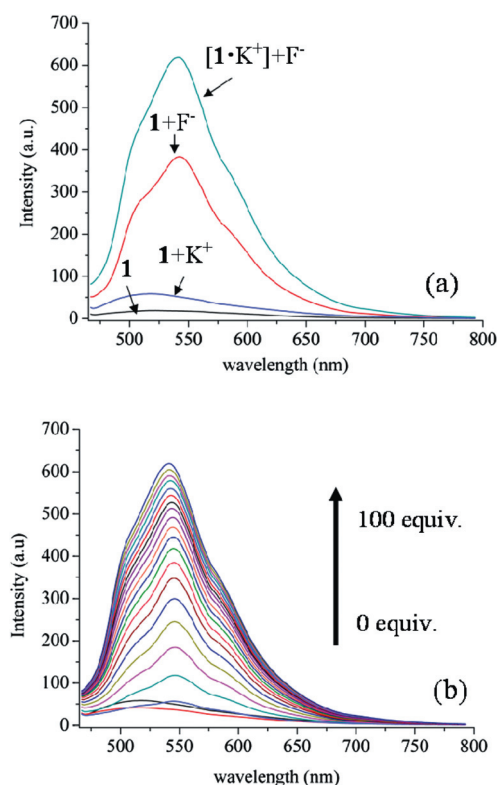 700
600
500
400
300
200
100
0
Intensity (a.u.)
[1•K⁺]+F⁻
1+F⁻
1+K⁺
1
(a)
500 550 600 650 700 750 800
wavelength (nm)
700
600
500
400
300
200
100
0
Intensity (a.u)
100 equiv.
0 equiv.
(b)
500 550 600 650 700 750 800
wavelength (nm)